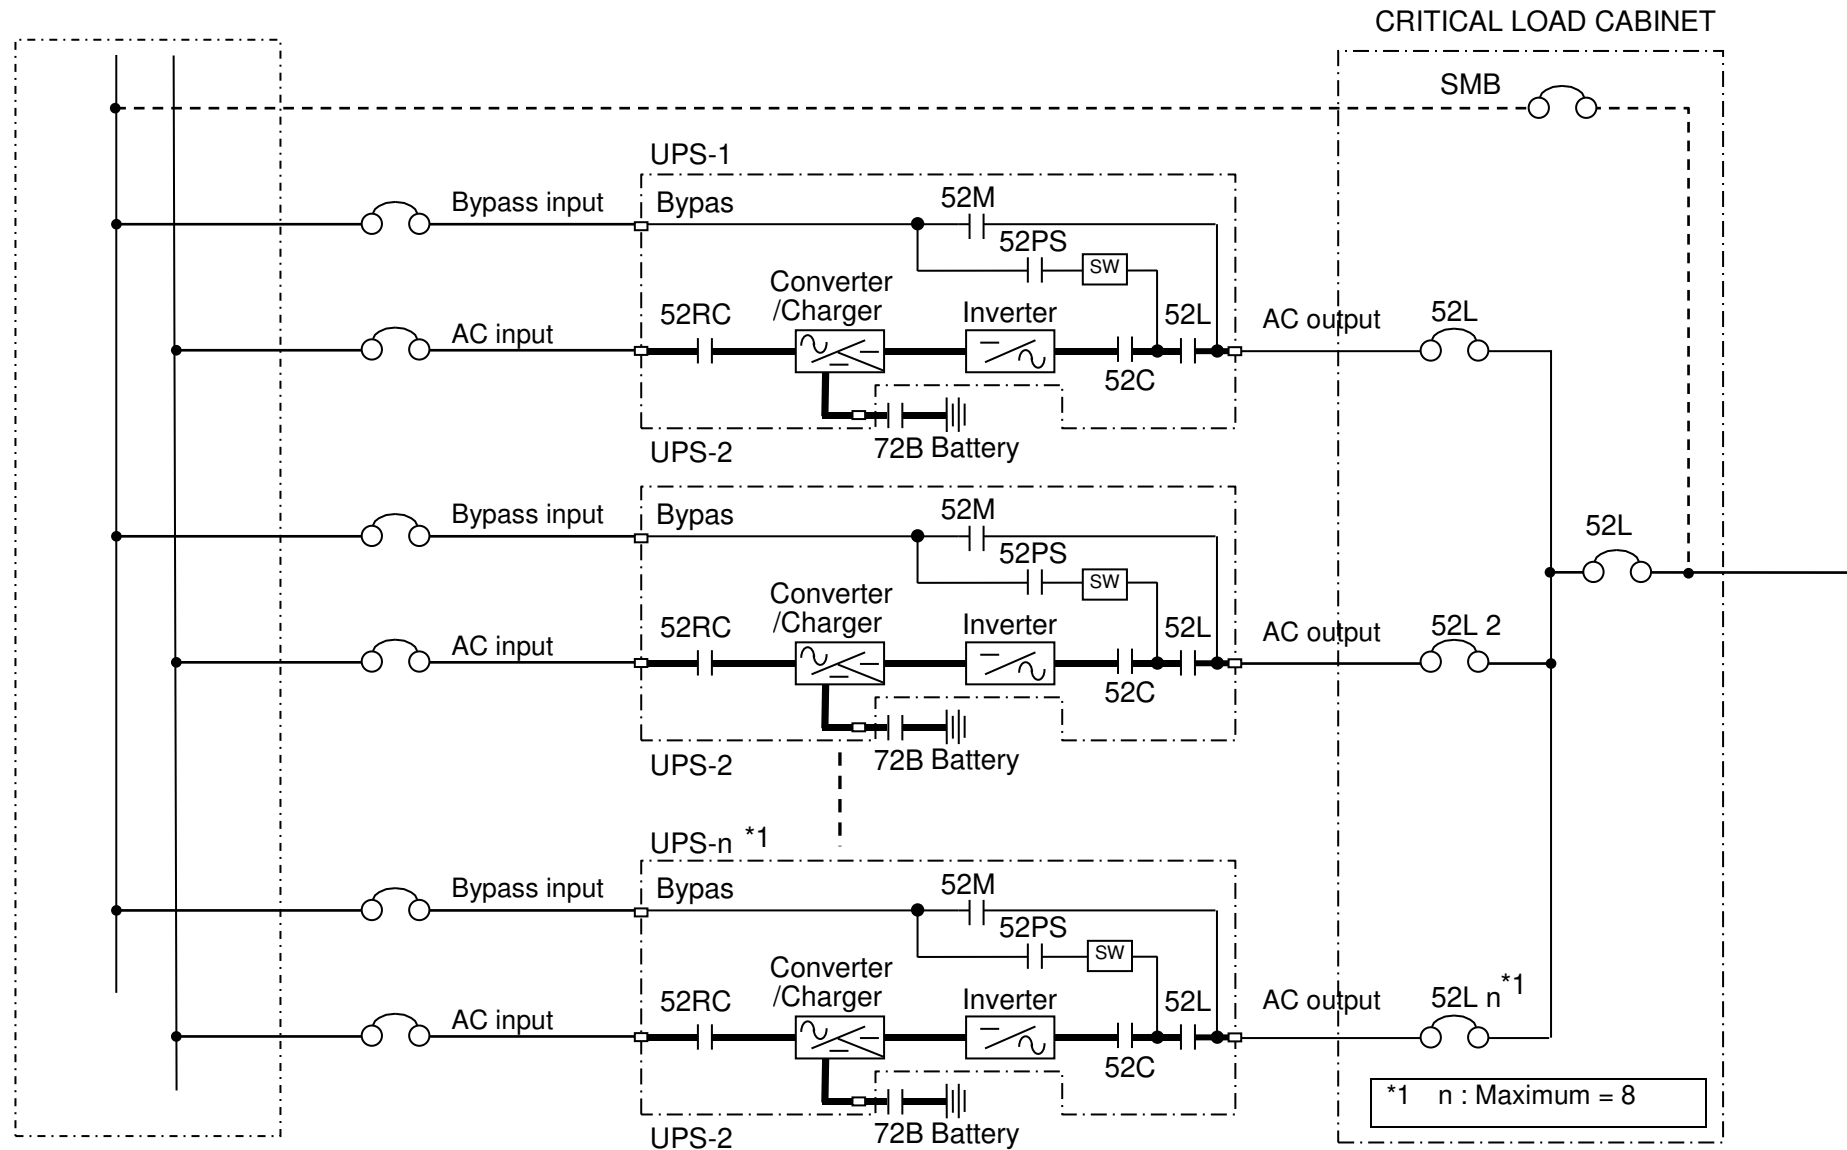 CRITICAL LOAD CABINET
SMB
UPS-1
Bypass input
Bypas
52M
52PS
SW
Converter
/Charger
52RC
Inverter
52L
AC input
AC output
52L
52C
72B Battery
UPS-2
Bypass input
Bypas
52M
52PS
SW
52L
Converter
/Charger
52RC
Inverter
52L
AC input
AC output
52L 2
52C
72B Battery
UPS-2
UPS-n *1
Bypass input
Bypas
52M
52PS
SW
Converter
/Charger
52RC
Inverter
52L
AC input
AC output
52L n*1
52C
*1 n : Maximum = 8
72B Battery
UPS-2